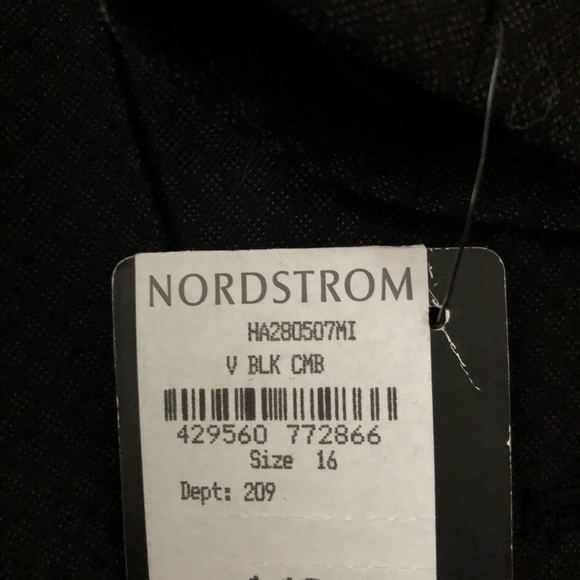 NORDSTROM
HA280507MI
V BLK CMB
429560 772866
Size 16
Dept: 209